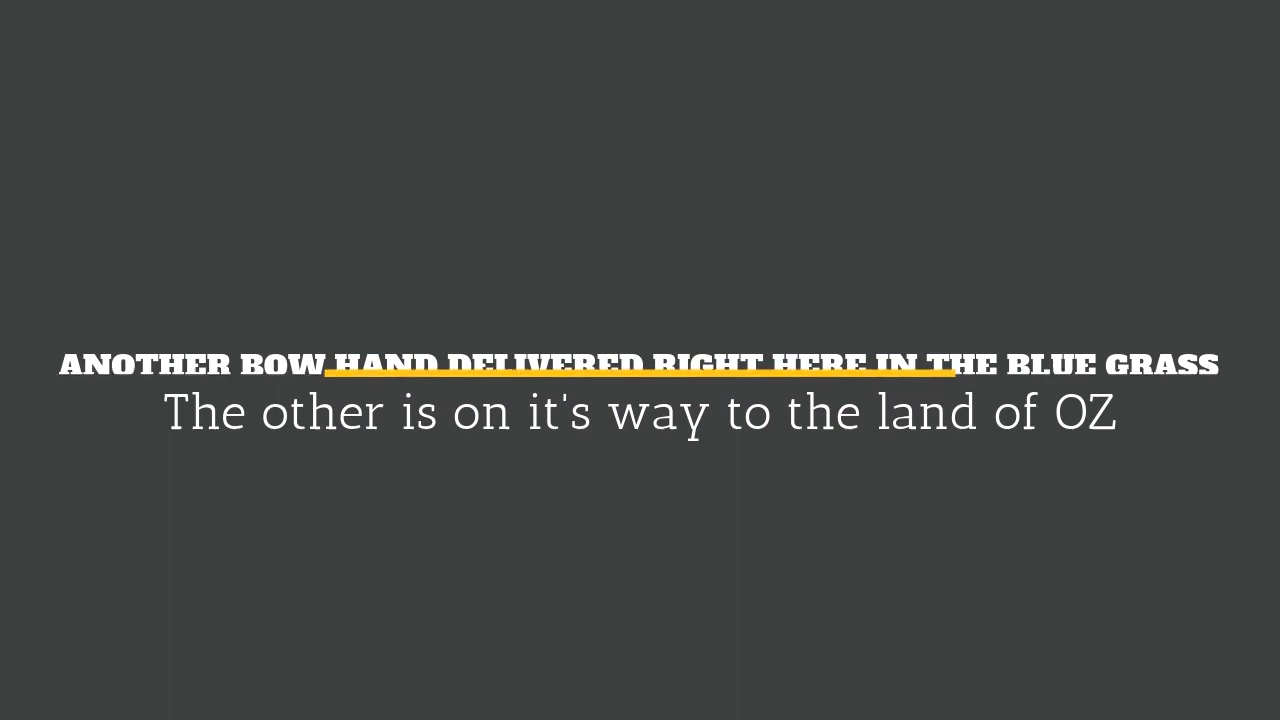 ANOTHER BOW HAND DELIVERED RIGHT HERE IN THE BLUE GRASS
The other is on it's way to the land of OZ